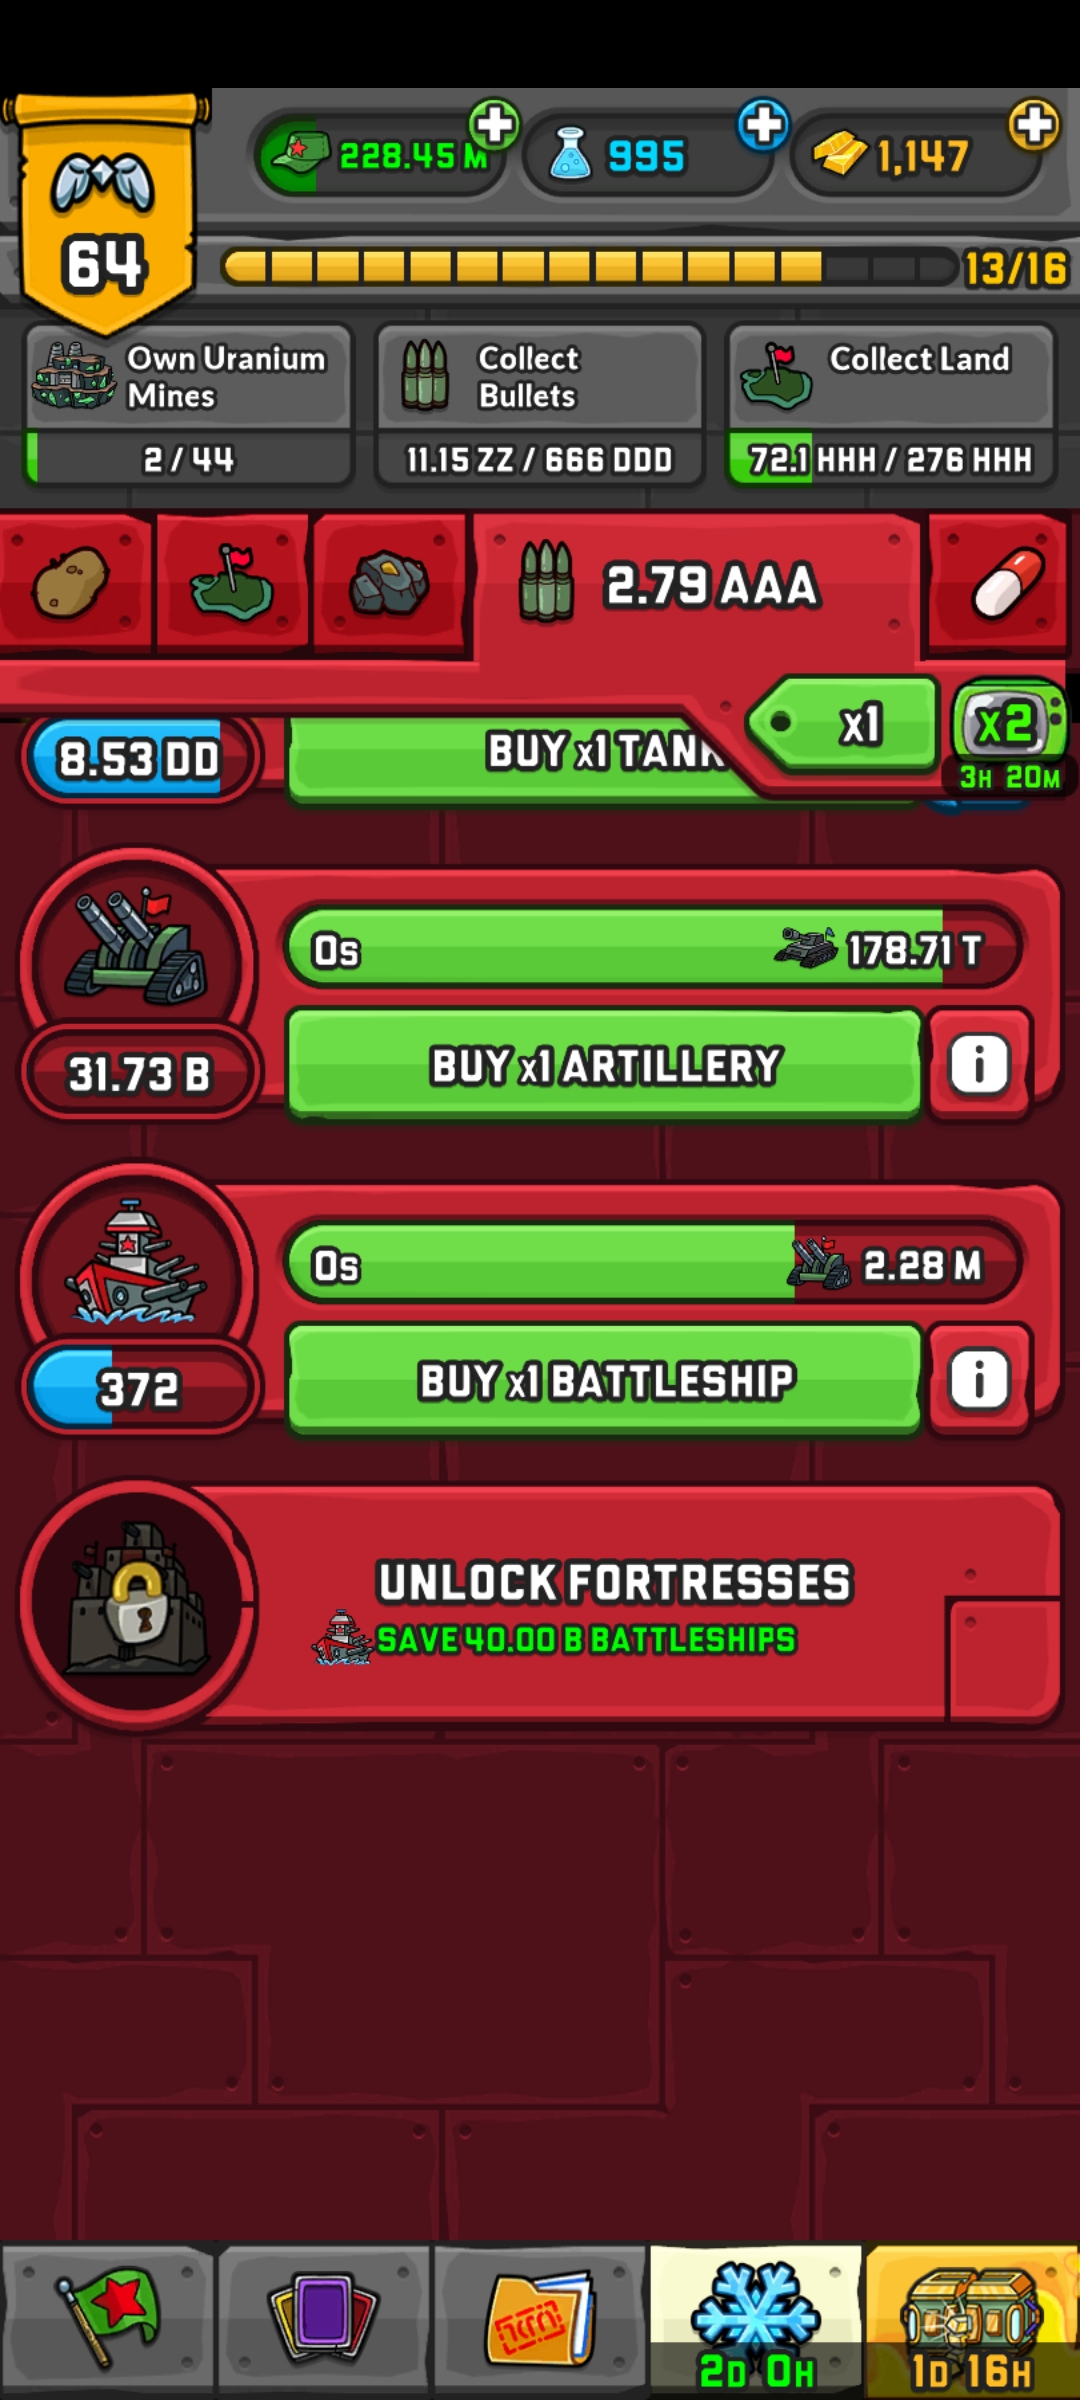 228.45 M
995
1,147
64
13/16
Own Uranium
Mines
2 / 44
Collect
Bullets
11.15 ZZ / 666 DDD
Collect Land
72.1 HHH / 276 HHH
2.79 AAA
x1
x2
3H 20M
8.53 DD
BUY x1 TANK
0s
178.71 T
31.73 B
BUY x1 ARTILLERY
i
0s
2.28 M
372
BUY x1 BATTLESHIP
i
UNLOCK FORTRESSES
SAVE 40.00 B BATTLESHIPS
2D 0H
1D 16H